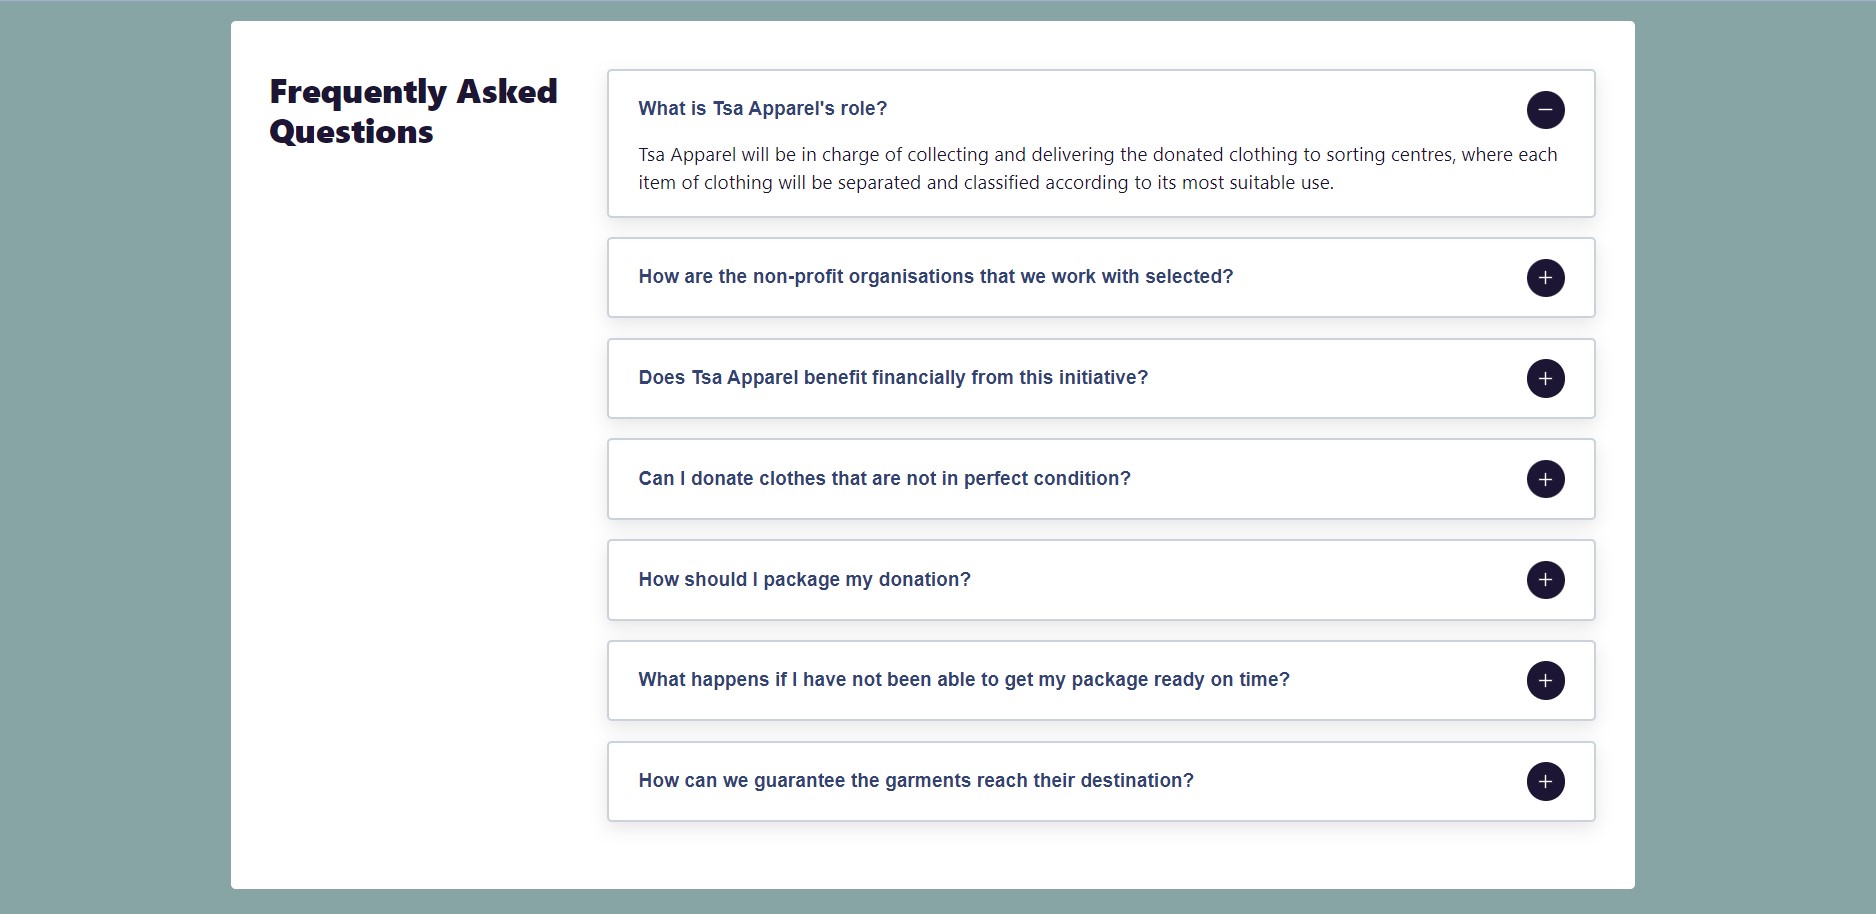 Frequently Asked
Questions
What is Tsa Apparel's role?
Tsa Apparel will be in charge of collecting and delivering the donated clothing to sorting centres, where each
item of clothing will be separated and classified according to its most suitable use.
How are the non-profit organisations that we work with selected?
Does Tsa Apparel benefit financially from this initiative?
Can I donate clothes that are not in perfect condition?
How should I package my donation?
What happens if I have not been able to get my package ready on time?
How can we guarantee the garments reach their destination?